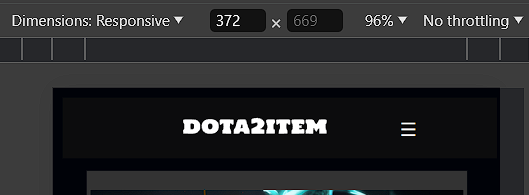 Dimensions: Responsive ▼ 372 × 669 96% ▼ No throttling ▼
DOTA2ITEM ☰